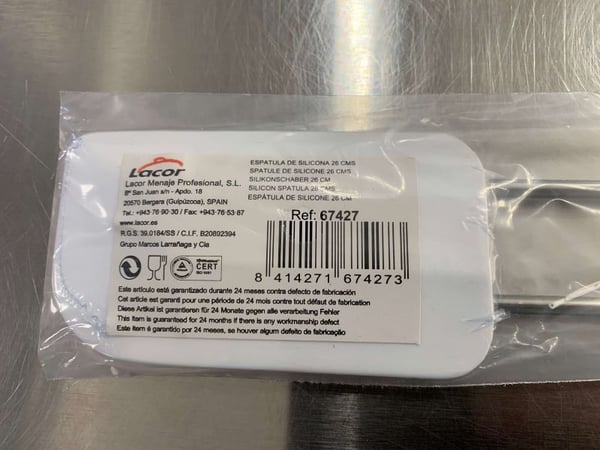 Lacor
Lacor Menaje Profesional, S.L.
Bº San Juan s/n - Apdo. 18
20570 Bergara (Guipúzcoa), SPAIN
Tel.: +943 76 90 30 / Fax: +943 76 53 87
www.lacor.es
R.G.S. 39.0184/SS / C.I.F. B20892394
Grupo Marcos Larrañaga y Cia
CERT
ISO 9001
ESPATULA DE SILICONA 26 CMS
SPATULE DE SILICONE 26 CMS
SILIKONSCHABER 26 CM
SILICON SPATULA 26 CMS
ESPÁTULA DE SILICONE 26 CM
Ref: 67427
8 414271 674273
Este artículo está garantizado durante 24 meses contra defecto de fabricación
Cet article est garanti pour une période de 24 mois contre tout défaut de fabrication
Diese Artikel ist garantieren für 24 Monate gegen alle verarbeitung Fehler
This item is guaranteed for 24 months if there is any workmanship defect
Este item é garantido por 24 meses, se houver algum defeito de fabricação